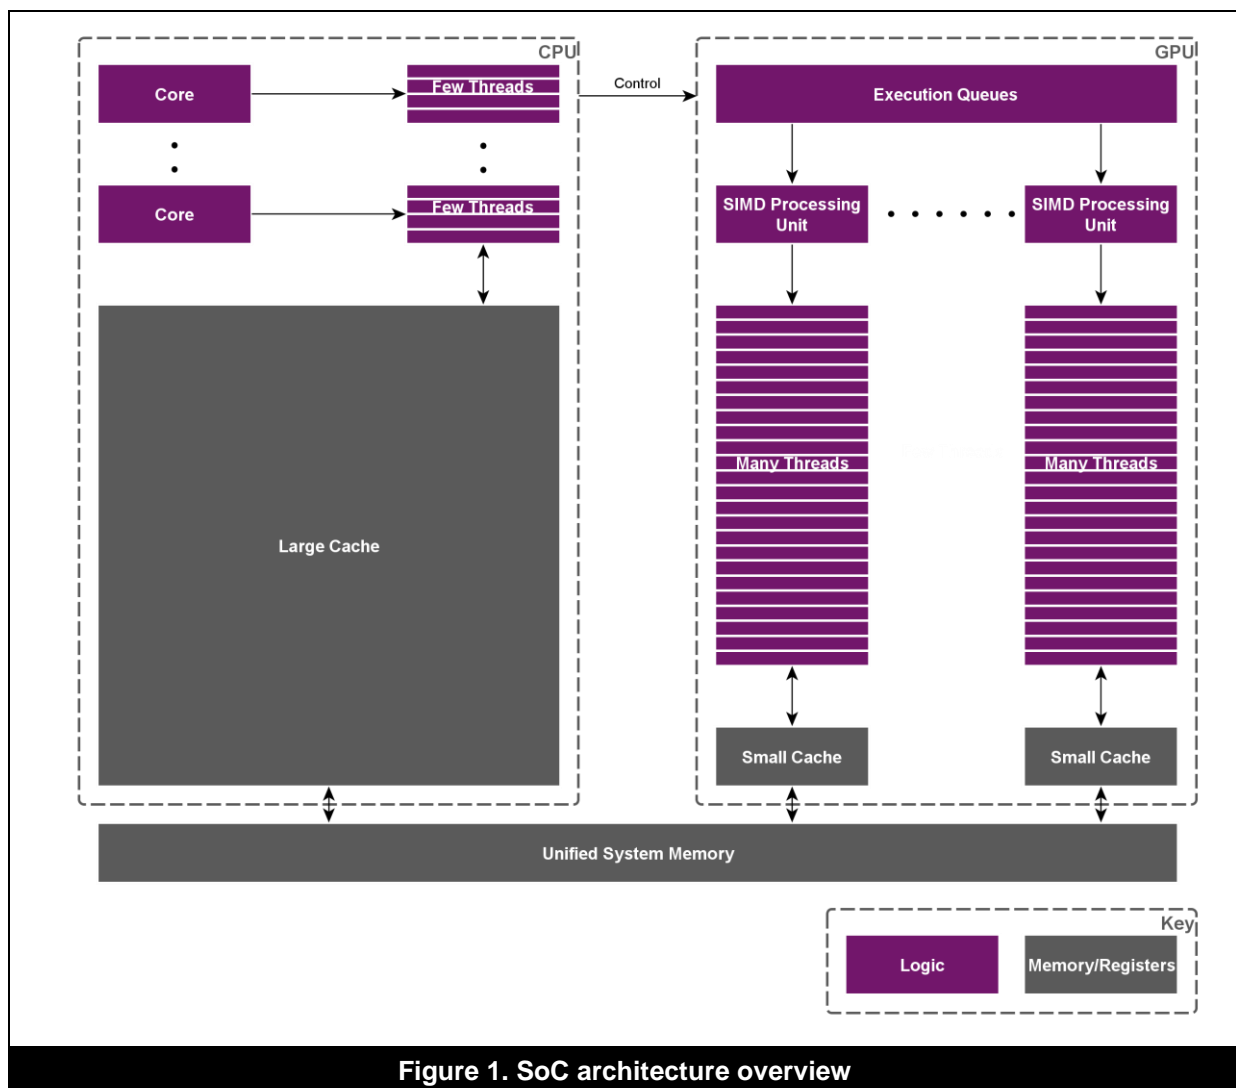 CPU
GPU
Core
Few Threads
Control
Execution Queues
Core
Few Threads
SIMD Processing
Unit
SIMD Processing
Unit
Large Cache
Many Threads
Many Threads
Small Cache
Small Cache
Unified System Memory
Key
Logic
Memory/Registers
Figure 1. SoC architecture overview